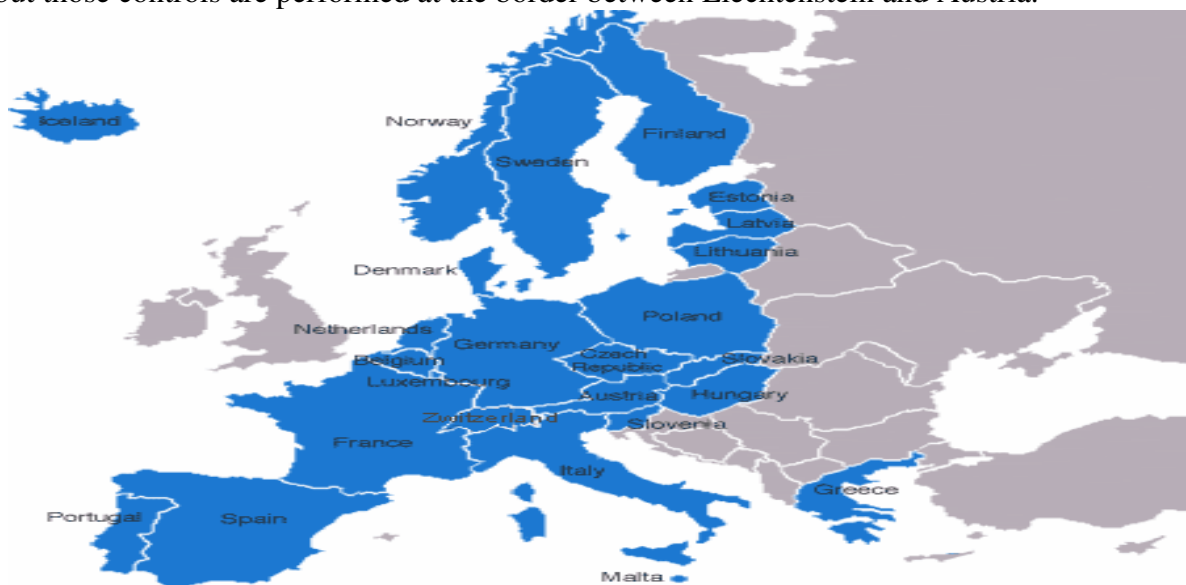 but those controls are performed at the border between Liechtenstein and Austria.
Iceland
Norway
Finland
Sweden
Estonia
Latvia
Lithuania
Denmark
Poland
Netherlands
Germany
Belgium
Czech
Republic
Slovakia
Luxembourg
Austria
Hungary
Zwitzerland
Slovenia
France
Italy
Greece
Portugal
Spain
Malta